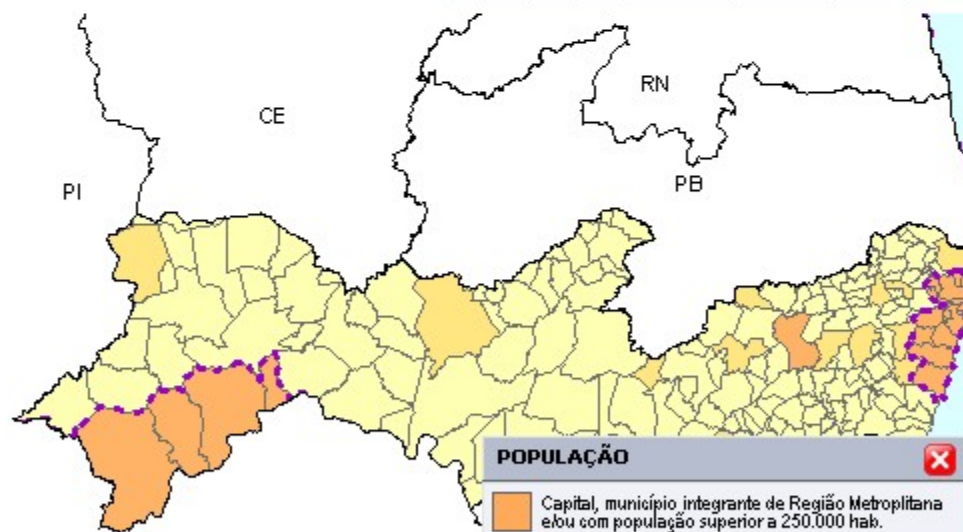 RN
CE
PI
PB
POPULAÇÃO
Capital, município integrante de Região Metroplitana
e/ou com população superior a 250.000 hab.